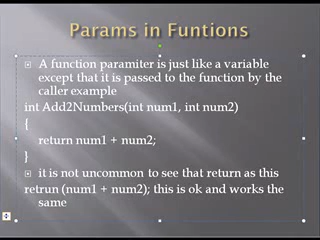 Params in Funtions
A function paramiter is just like a variable
except that it is passed to the function by the
caller example
int Add2Numbers(int num1, int num2)
{
return num1 + num2;
}
it is not uncommon to see that return as this
retrun (num1 + num2); this is ok and works the
same